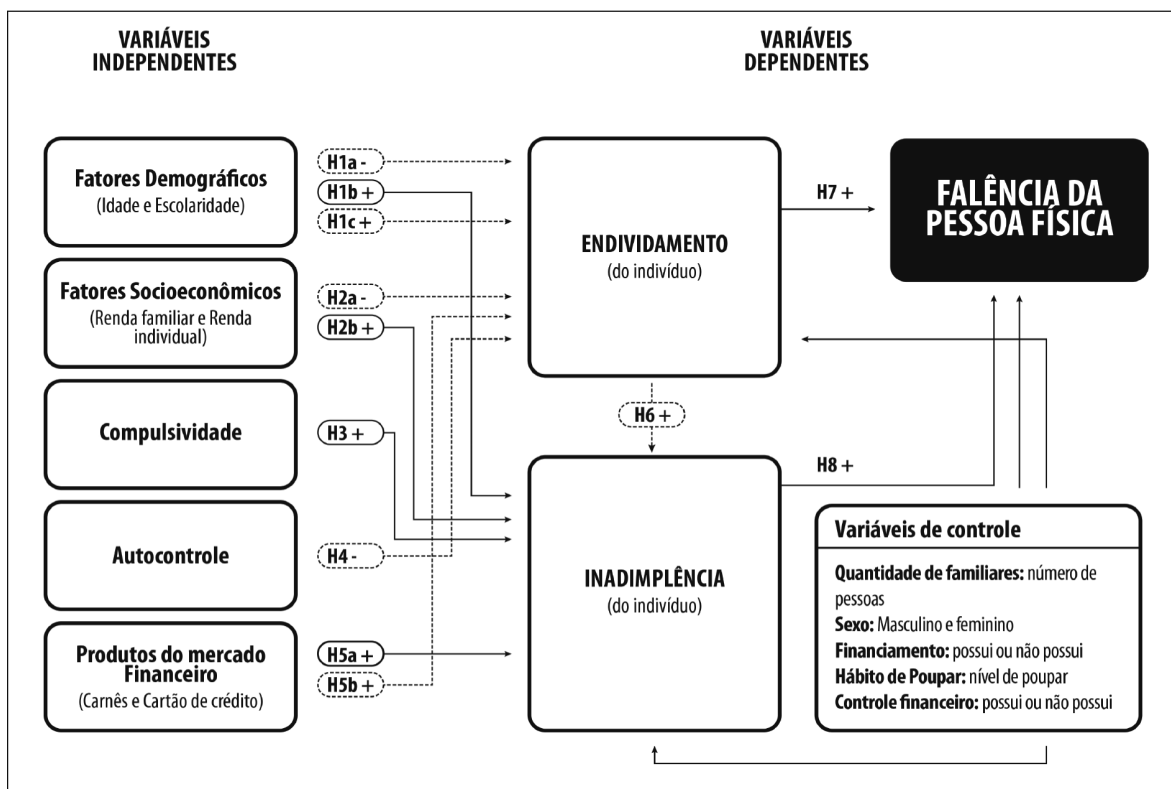 VARIÁVEIS
INDEPENDENTES
VARIÁVEIS
DEPENDENTES
Fatores Demográficos
(Idade e Escolaridade)
H1a -
H1b +
H1c +
Fatores Socioeconômicos
(Renda familiar e Renda
individual)
H2a -
H2b +
Compulsividade
H3 +
Autocontrole
H4 -
Produtos do mercado
Financeiro
(Carnês e Cartão de crédito)
H5a +
H5b +
ENDIVIDAMENTO
(do indivíduo)
H6 +
INADIMPLÊNCIA
(do indivíduo)
H7 +
FALÊNCIA DA
PESSOA FÍSICA
H8 +
Variáveis de controle
Quantidade de familiares: número de
pessoas
Sexo: Masculino e feminino
Financiamento: possui ou não possui
Hábito de Poupar: nível de poupar
Controle financeiro: possui ou não possui